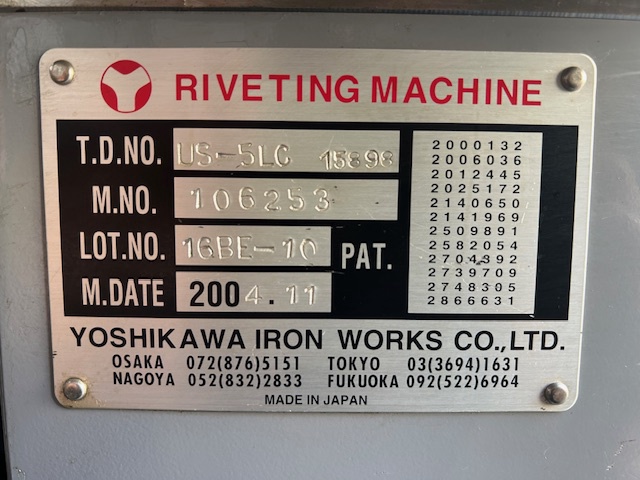 RIVETING MACHINE
T.D.NO. US-5LC 15898
M.NO. 106253
LOT.NO. 16BE-10
M.DATE 2004.11
PAT.
2000132
2006036
2012445
2025172
2140650
2141969
2509891
2582054
2704392
2739709
2748305
2866631
YOSHIKAWA IRON WORKS CO.,LTD.
OSAKA 072(876)5151 TOKYO 03(3694)1631
NAGOYA 052(832)2833 FUKUOKA 092(522)6964
MADE IN JAPAN